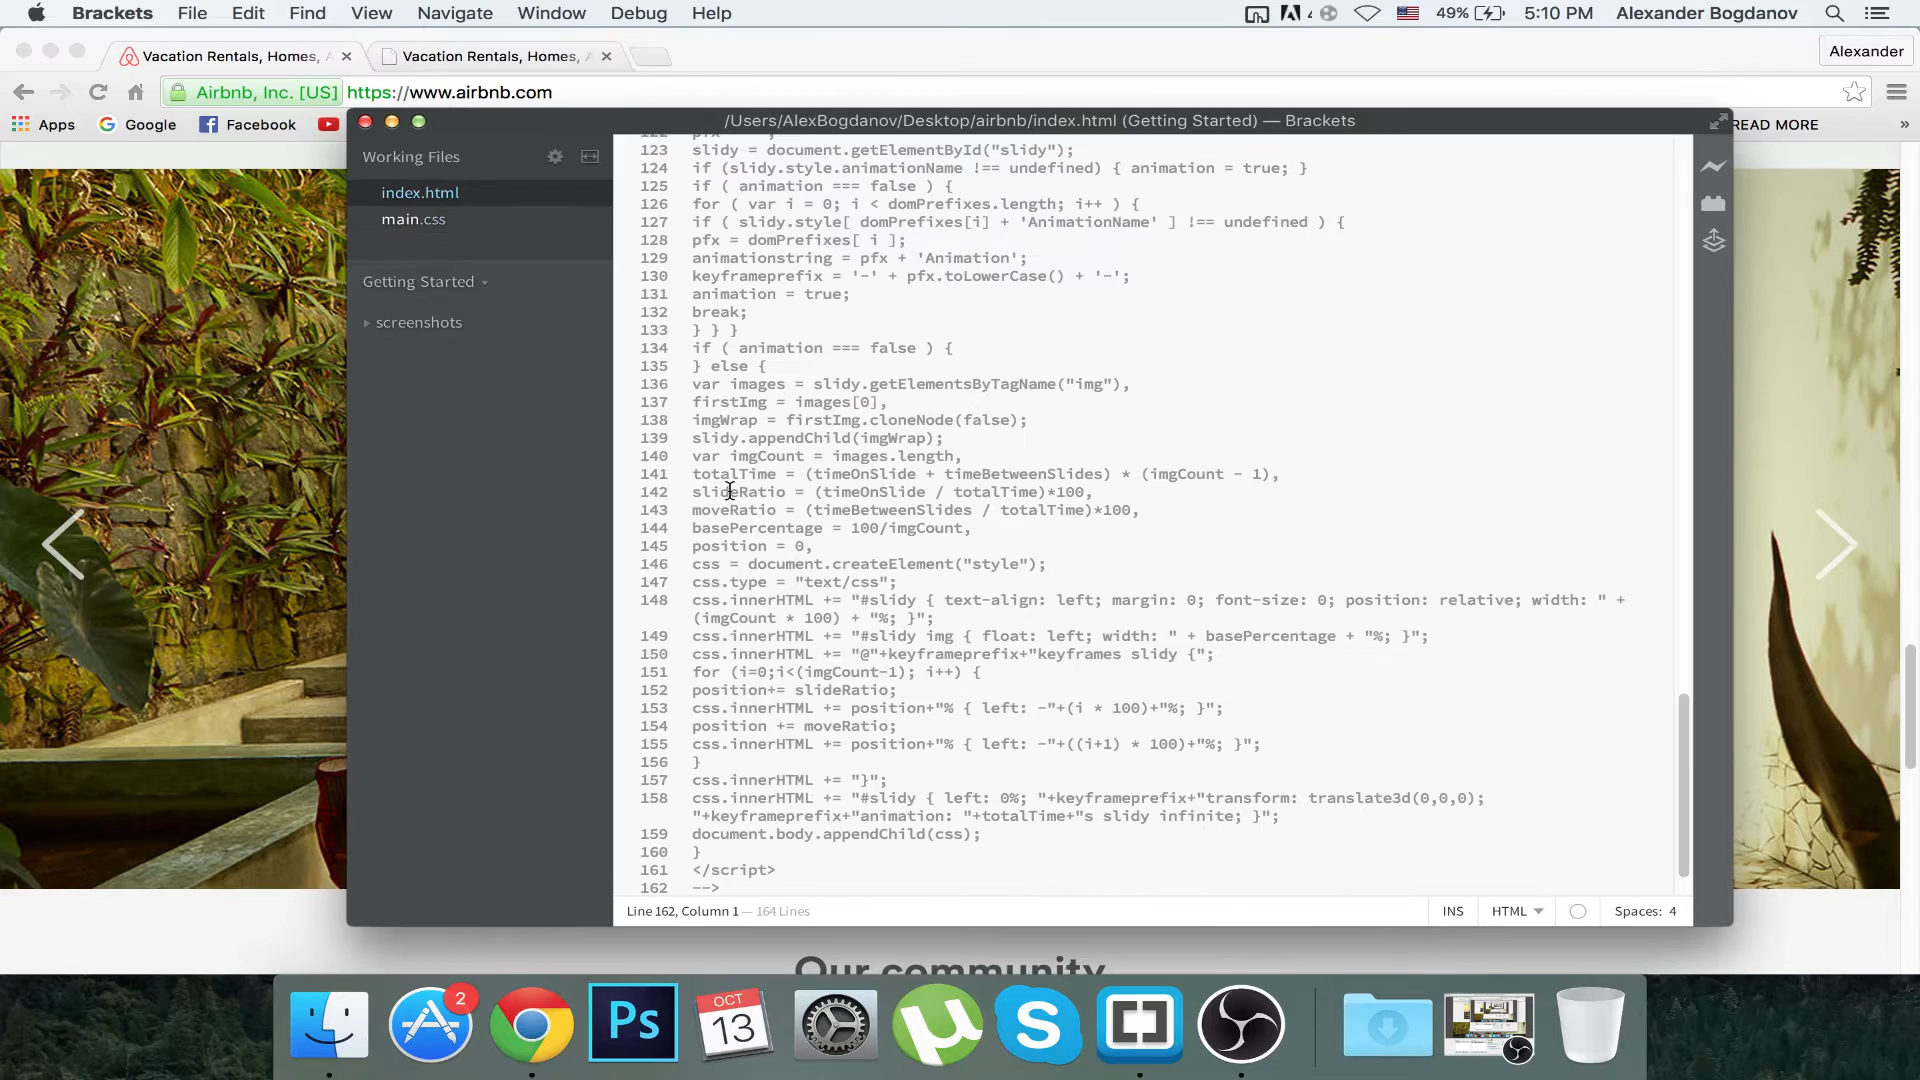 Brackets File Edit Find View Navigate Window Debug Help 49% 5:10 PM Alexander Bogdanov
Vacation Rentals, Homes, A Vacation Rentals, Homes, A Alexander
Airbnb, Inc. [US] https://www.airbnb.com
Apps Google Facebook READ MORE »
/Users/AlexBogdanov/Desktop/airbnb/index.html (Getting Started) — Brackets
Working Files
index.html
main.css
Getting Started
screenshots
123 slidy = document.getElementById("slidy");
124 if (slidy.style.animationName !== undefined) { animation = true; }
125 if ( animation === false ) {
126 for ( var i = 0; i < domPrefixes.length; i++ ) {
127 if ( slidy.style[ domPrefixes[i] + 'AnimationName' ] !== undefined ) {
128 pfx = domPrefixes[ i ];
129 animationstring = pfx + 'Animation';
130 keyframeprefix = '-' + pfx.toLowerCase() + '-';
131 animation = true;
132 break;
133 } } }
134 if ( animation === false ) {
135 } else {
136 var images = slidy.getElementsByTagName("img"),
137 firstImg = images[0],
138 imgWrap = firstImg.cloneNode(false);
139 slidy.appendChild(imgWrap);
140 var imgCount = images.length,
141 totalTime = (timeOnSlide + timeBetweenSlides) * (imgCount - 1),
142 slideRatio = (timeOnSlide / totalTime)*100,
143 moveRatio = (timeBetweenSlides / totalTime)*100,
144 basePercentage = 100/imgCount,
145 position = 0,
146 css = document.createElement("style");
147 css.type = "text/css";
148 css.innerHTML += "#slidy { text-align: left; margin: 0; font-size: 0; position: relative; width: " +
(imgCount * 100) + "%; }";
149 css.innerHTML += "#slidy img { float: left; width: " + basePercentage + "%; }";
150 css.innerHTML += "@"+keyframeprefix+"keyframes slidy {";
151 for (i=0;i<(imgCount-1); i++) {
152 position+= slideRatio;
153 css.innerHTML += position+"% { left: -"+(i * 100)+"%; }";
154 position += moveRatio;
155 css.innerHTML += position+"% { left: -"+((i+1) * 100)+"%; }";
156 }
157 css.innerHTML += "}";
158 css.innerHTML += "#slidy { left: 0%; "+keyframeprefix+"transform: translate3d(0,0,0);
"+keyframeprefix+"animation: "+totalTime+"s slidy infinite; }";
159 document.body.appendChild(css);
160 }
161 </script>
162 -->
Line 162, Column 1 — 164 Lines INS HTML Spaces: 4
Our community
2
Ps
OCT
13